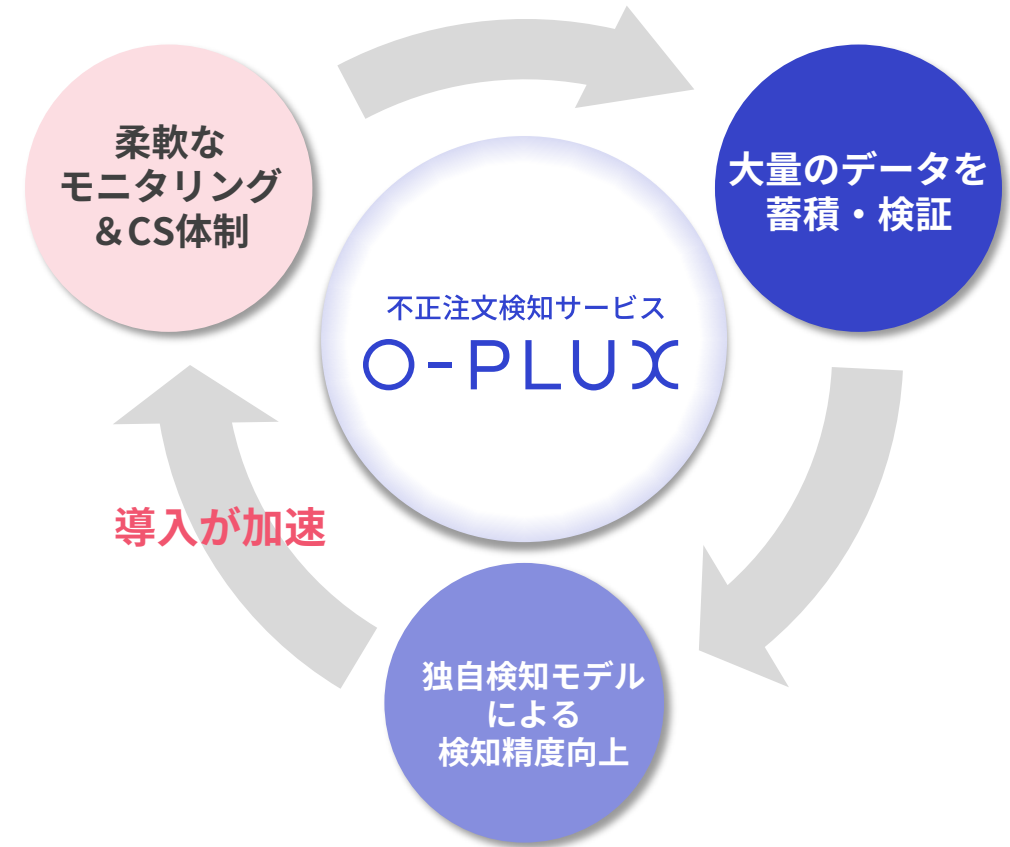 柔軟な
モニタリング
＆CS体制
大量のデータを
蓄積・検証
不正注文検知サービス
O-PLUX
導入が加速
独自検知モデル
による
検知精度向上